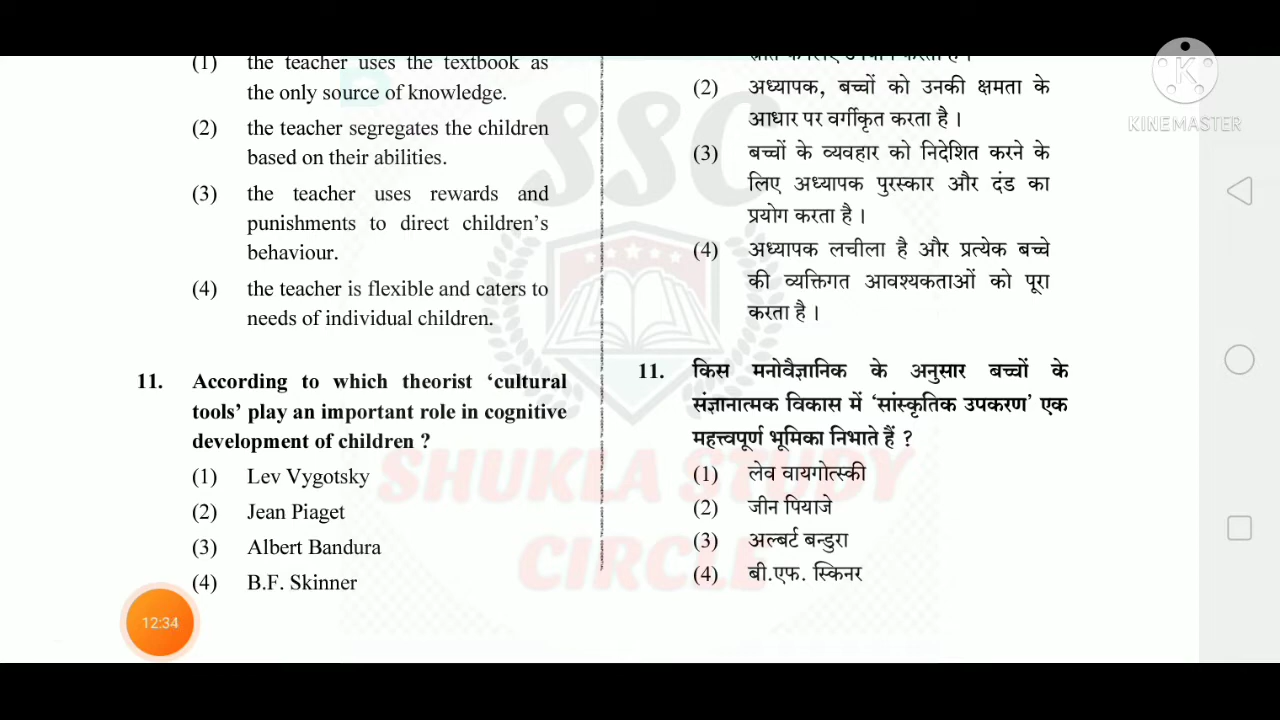 (1) the teacher uses the textbook as
the only source of knowledge.
(2) the teacher segregates the children
based on their abilities.
(3) the teacher uses rewards and
punishments to direct children's
behaviour.
(4) the teacher is flexible and caters to
needs of individual children.
11. According to which theorist 'cultural
tools' play an important role in cognitive
development of children ?
(1) Lev Vygotsky
(2) Jean Piaget
(3) Albert Bandura
(4) B.F. Skinner
(2) अध्यापक, बच्चों को उनकी क्षमता के
आधार पर वर्गीकृत करता है ।
(3) बच्चों के व्यवहार को निदेशित करने के
लिए अध्यापक पुरस्कार और दंड का
प्रयोग करता है ।
(4) अध्यापक लचीला है और प्रत्येक बच्चे
की व्यक्तिगत आवश्यकताओं को पूरा
करता है ।
11. किस मनोवैज्ञानिक के अनुसार बच्चों के
संज्ञानात्मक विकास में 'सांस्कृतिक उपकरण' एक
महत्त्वपूर्ण भूमिका निभाते हैं ?
(1) लेव वायगोत्स्की
(2) जीन पियाजे
(3) अल्बर्ट बन्डुरा
(4) बी.एफ. स्किनर
SSC
SHUKLA STUDY
CIRCLE
K
KINEMASTER
12:34